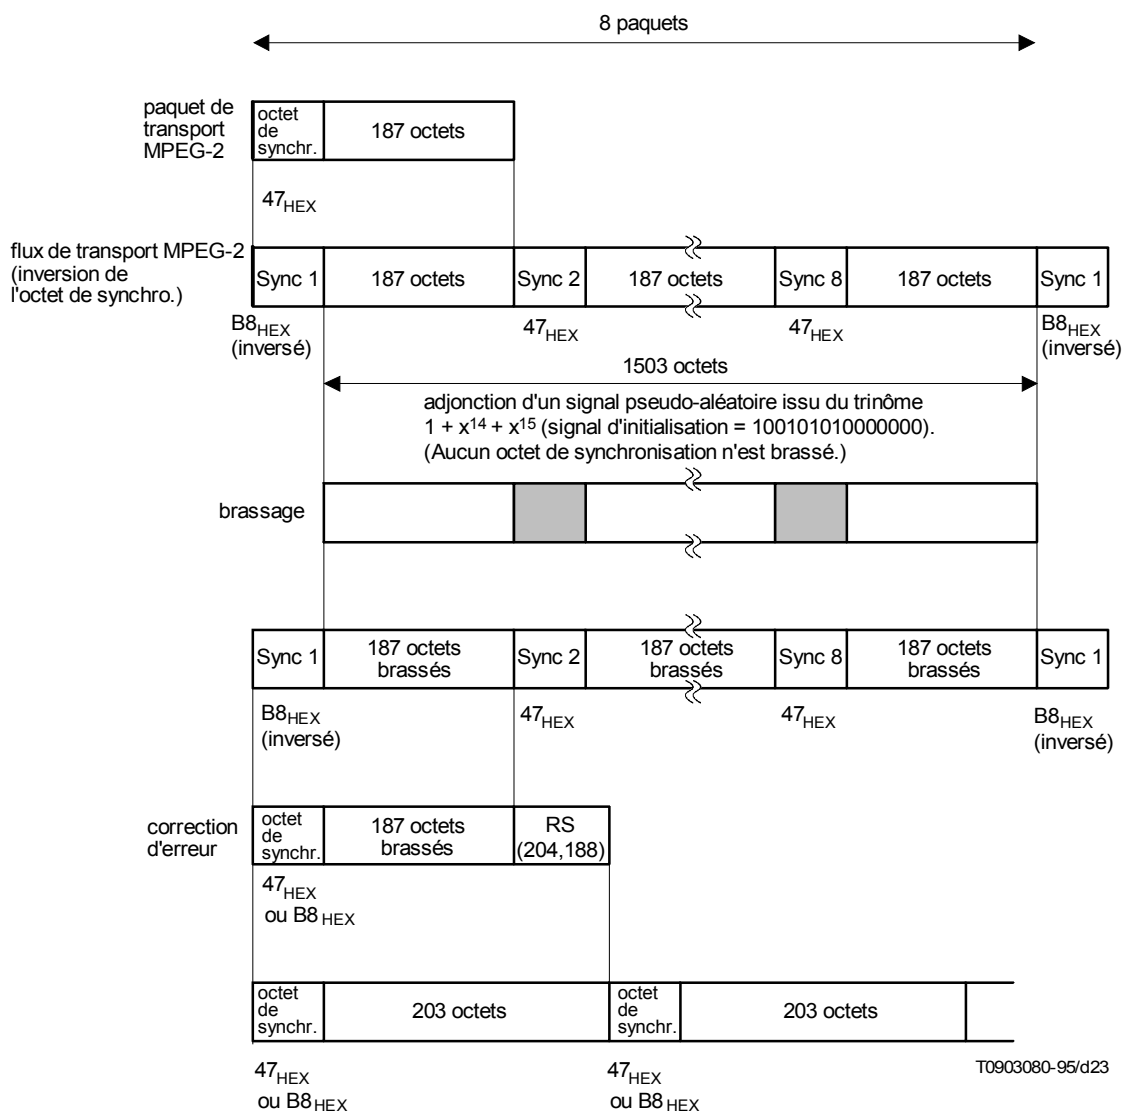 8 paquets
paquet de
transport
MPEG-2
octet
de
synchr.
187 octets
47HEX
flux de transport MPEG-2
(inversion de
l'octet de synchro.)
Sync 1
187 octets
Sync 2
187 octets
Sync 8
187 octets
Sync 1
B8HEX
(inversé)
47HEX
47HEX
B8HEX
(inversé)
1503 octets
adjonction d'un signal pseudo-aléatoire issu du trinôme
1 + x14 + x15 (signal d'initialisation = 100101010000000).
(Aucun octet de synchronisation n'est brassé.)
brassage
Sync 1
187 octets
brassés
Sync 2
187 octets
brassés
Sync 8
187 octets
brassés
Sync 1
B8HEX
(inversé)
47HEX
47HEX
B8HEX
(inversé)
correction
d'erreur
octet
de
synchr.
187 octets
brassés
RS
(204,188)
47HEX
ou B8HEX
octet
de
synchr.
203 octets
octet
de
synchr.
203 octets
47HEX
ou B8HEX
47HEX
ou B8HEX
T0903080-95/d23